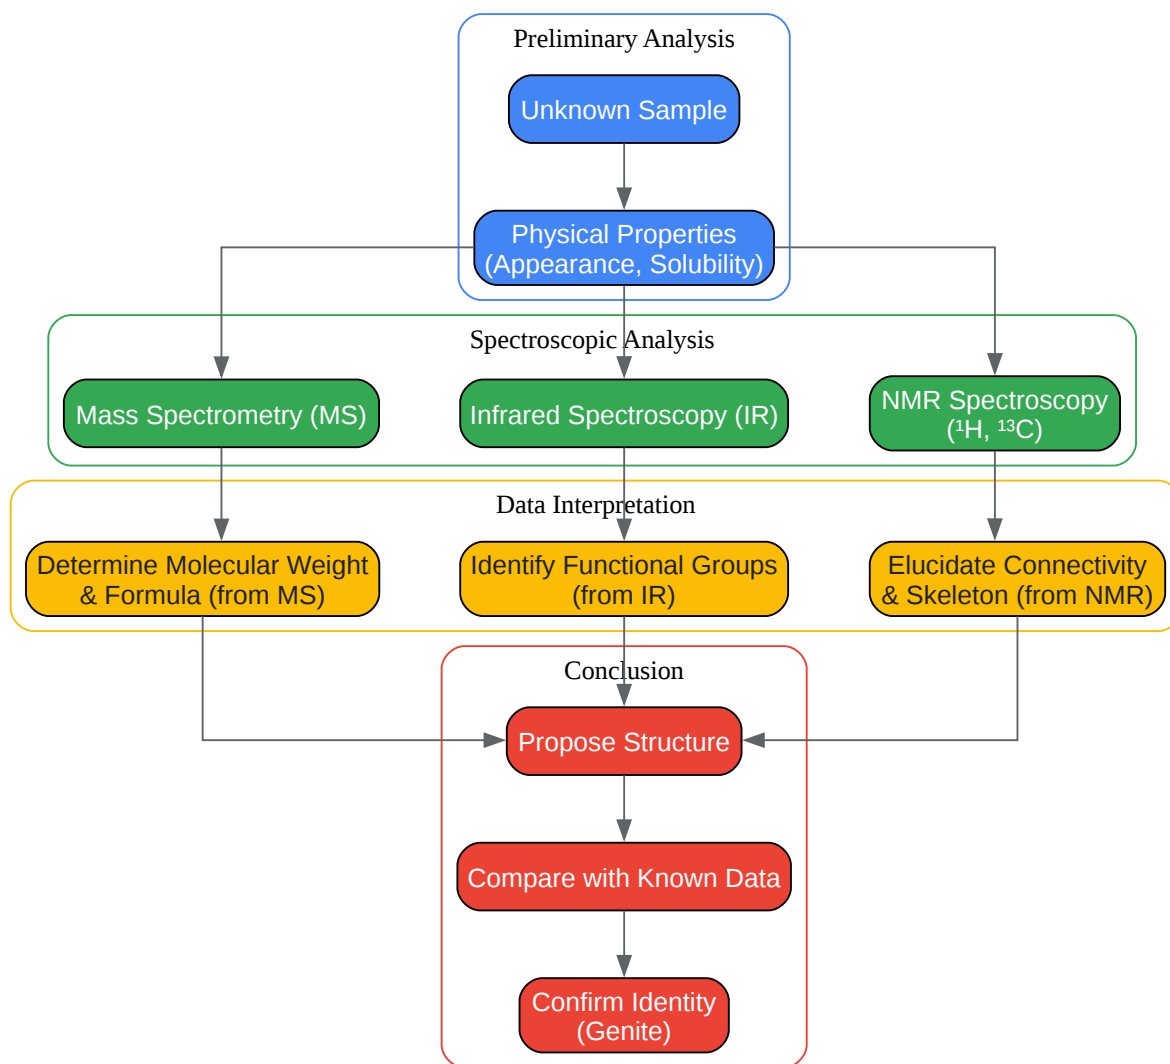 Preliminary Analysis
Unknown Sample
Physical Properties
(Appearance, Solubility)
Spectroscopic Analysis
Mass Spectrometry (MS)
Infrared Spectroscopy (IR)
NMR Spectroscopy
(¹H, ¹³C)
Data Interpretation
Determine Molecular Weight
& Formula (from MS)
Identify Functional Groups
(from IR)
Elucidate Connectivity
& Skeleton (from NMR)
Conclusion
Propose Structure
Compare with Known Data
Confirm Identity
(Genite)